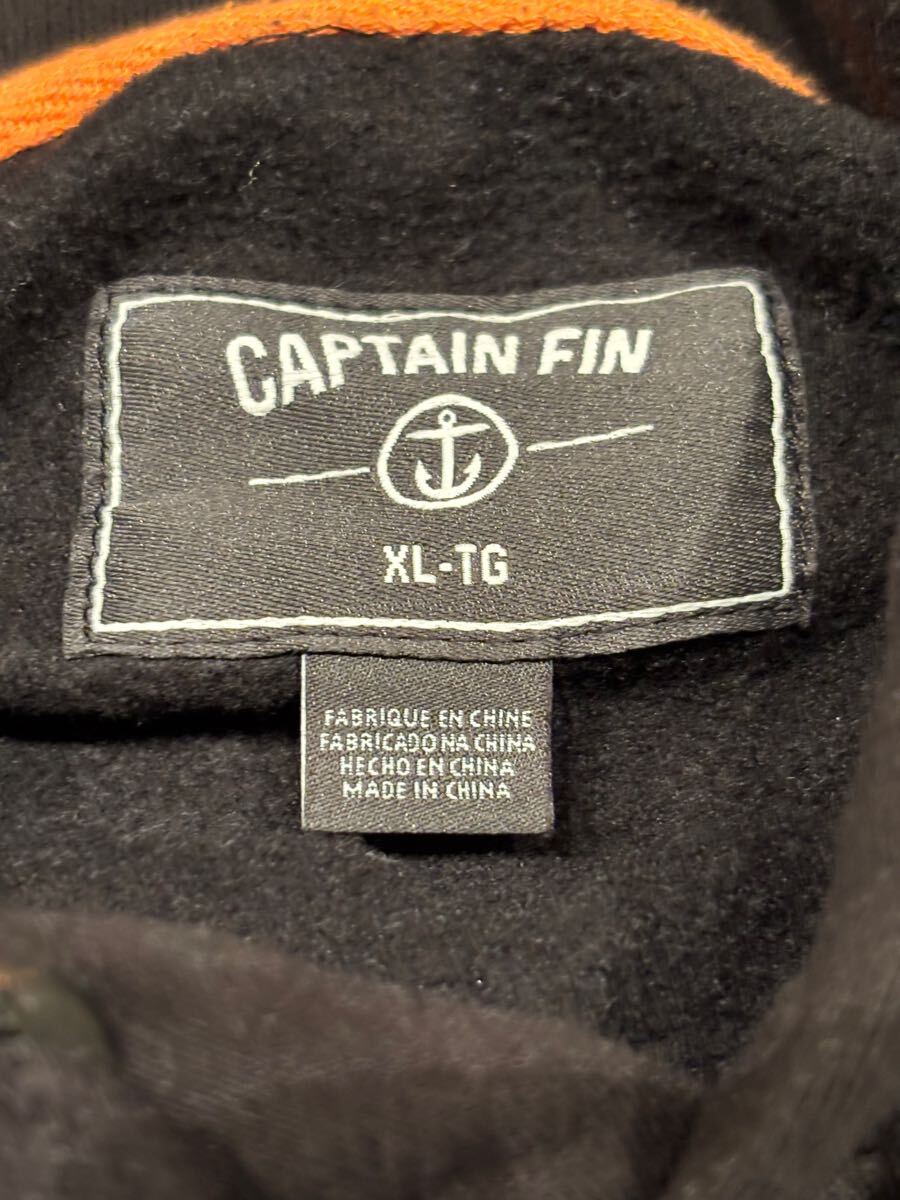 CAPTAIN FIN
XL-TG
FABRIQUE EN CHINE
FABRICADO NA CHINA
HECHO EN CHINA
MADE IN CHINA